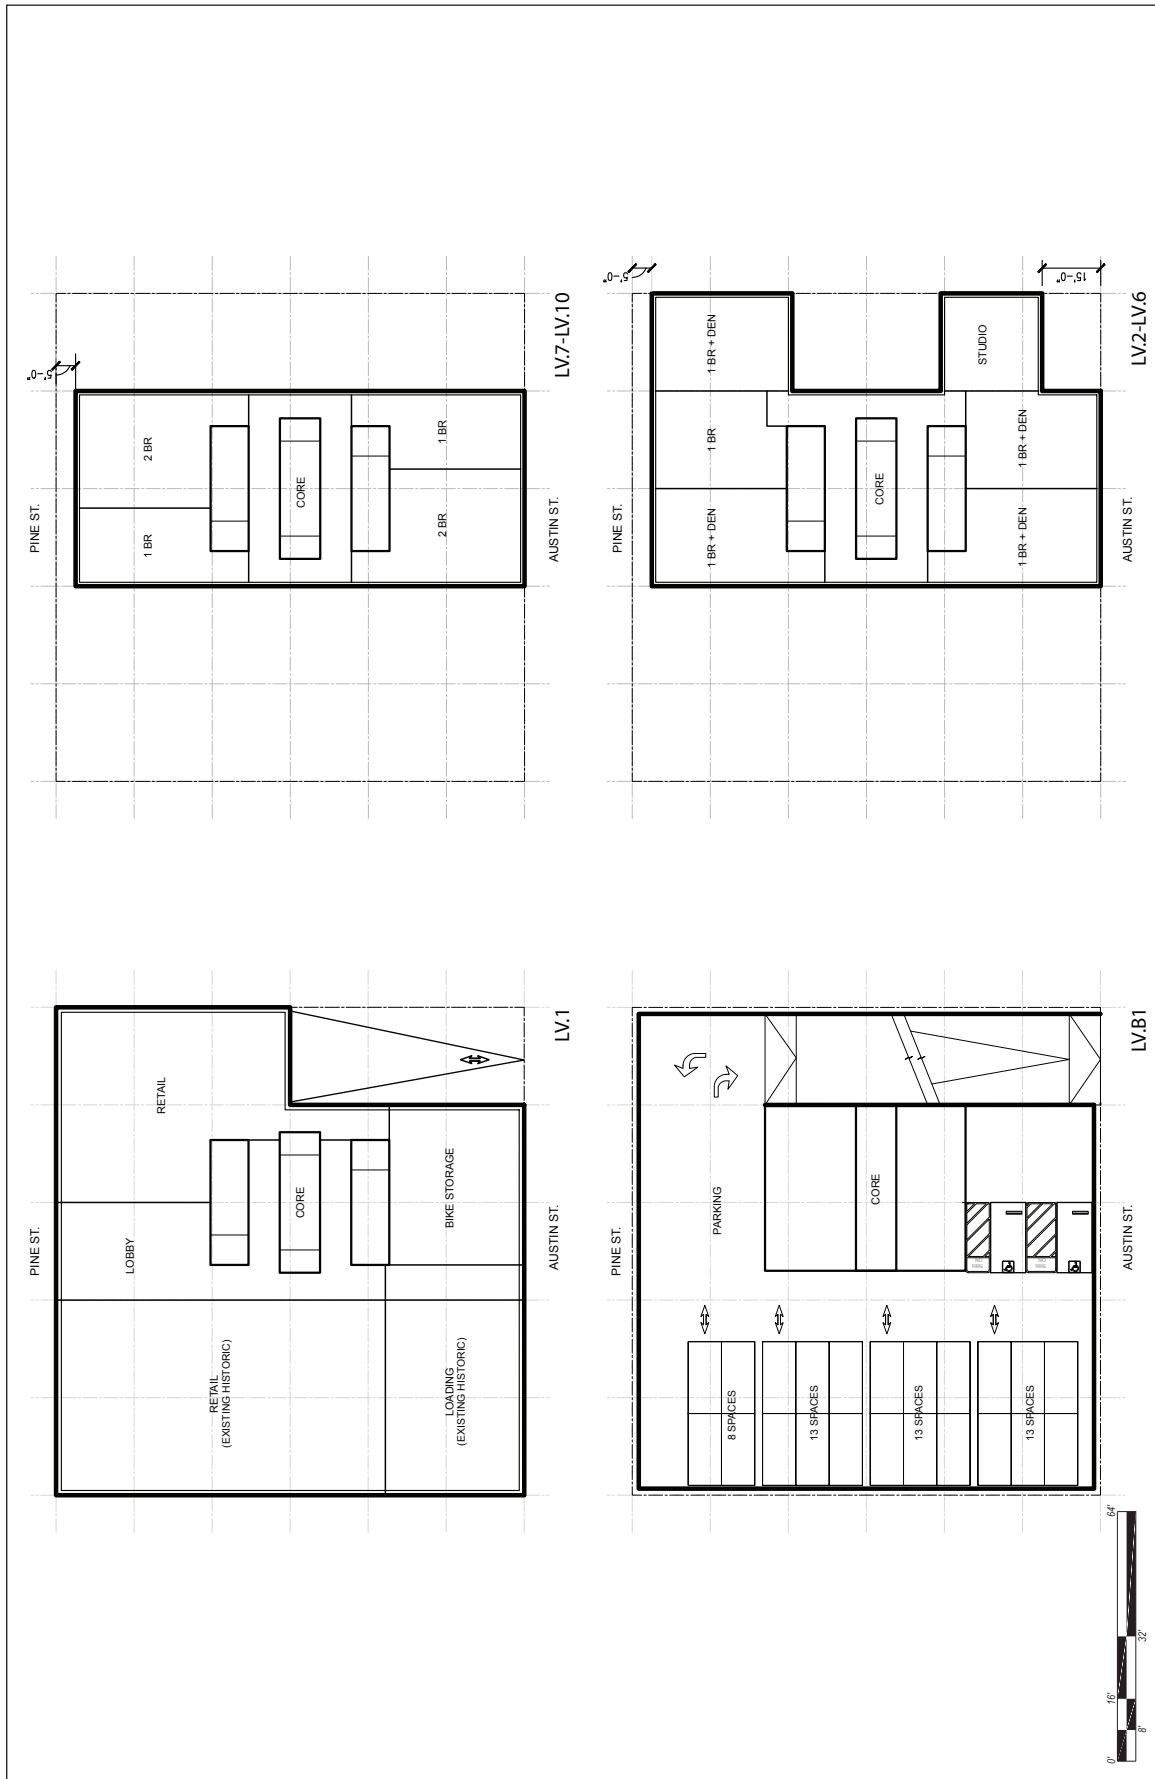 PINE ST.
5'-0"
2 BR
1 BR
CORE
1 BR
2 BR
AUSTIN ST.
LV.7-LV.10
PINE ST.
5'-0"
1 BR + DEN
1 BR
1 BR + DEN
CORE
STUDIO
1 BR + DEN
1 BR + DEN
15'-0"
AUSTIN ST.
LV.2-LV.6
PINE ST.
RETAIL
LOBBY
RETAIL
(EXISTING HISTORIC)
CORE
BIKE STORAGE
LOADING
(EXISTING HISTORIC)
AUSTIN ST.
LV.1
PINE ST.
PARKING
CORE
8 SPACES
13 SPACES
13 SPACES
13 SPACES
AUSTIN ST.
LV.B1
0'
8'
16'
32'
64'